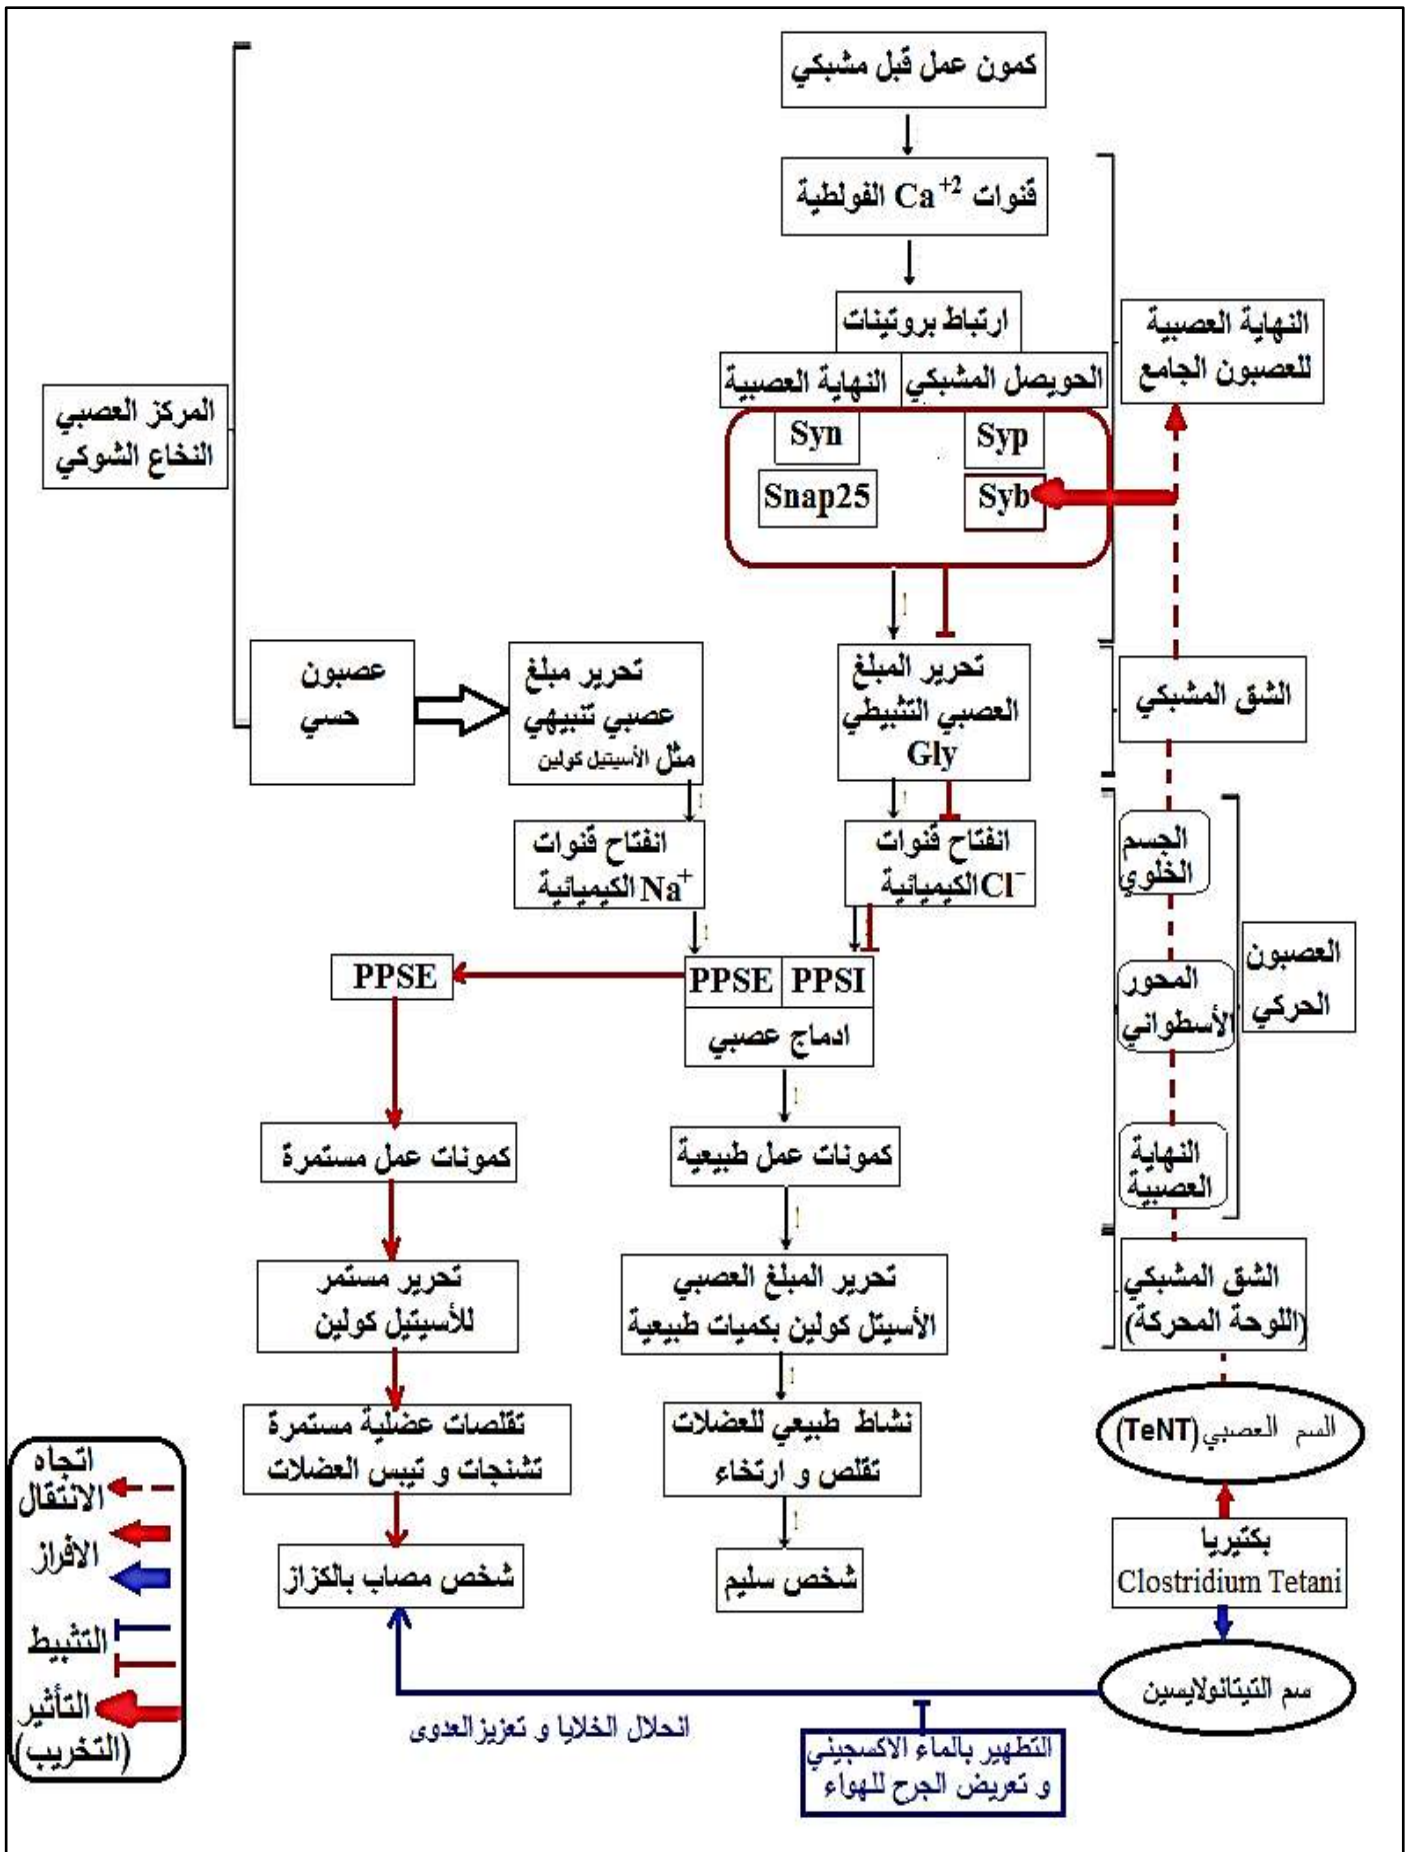 كمون عمل قبل مشبكي
قنوات Ca⁺² الفولطية
ارتباط بروتينات
الحويصل المشبكي
النهاية العصبية
Syn
Syp
Snap25
Syb
النهاية العصبية
للعصبون الجامع
المركز العصبي
النخاع الشوكي
عصبون
حسي
تحرير مبلغ
عصبي تنبيهي
مثل الأسيتيل كولين
تحرير المبلغ
العصبي التثبيطي
Gly
الشق المشبكي
انفتاح قنوات
Na⁺ الكيميائية
انفتاح قنوات
Cl⁻ الكيميائية
الجسم
الخلوي
المحور
الأسطواني
النهاية
العصبية
العصبون
الحركي
PPSE
PPSE
PPSI
ادماج عصبي
كمونات عمل مستمرة
كمونات عمل طبيعية
تحرير مستمر
للأسيتيل كولين
تحرير المبلغ العصبي
الأسيتل كولين بكميات طبيعية
الشق المشبكي
(اللوحة المحركة)
تقلصات عضلية مستمرة
تشنجات و تيبس العضلات
نشاط طبيعي للعضلات
تقلص و ارتخاء
السم العصبي (TeNT)
شخص مصاب بالكزاز
شخص سليم
بكتيريا
Clostridium Tetani
سم التيتانولايسين
انحلال الخلايا و تعزيز العدوى
التطهير بالماء الاكسجيني
و تعريض الجرح للهواء
اتجاه
الانتقال
الافراز
التثبيط
التأثير
(التخريب)